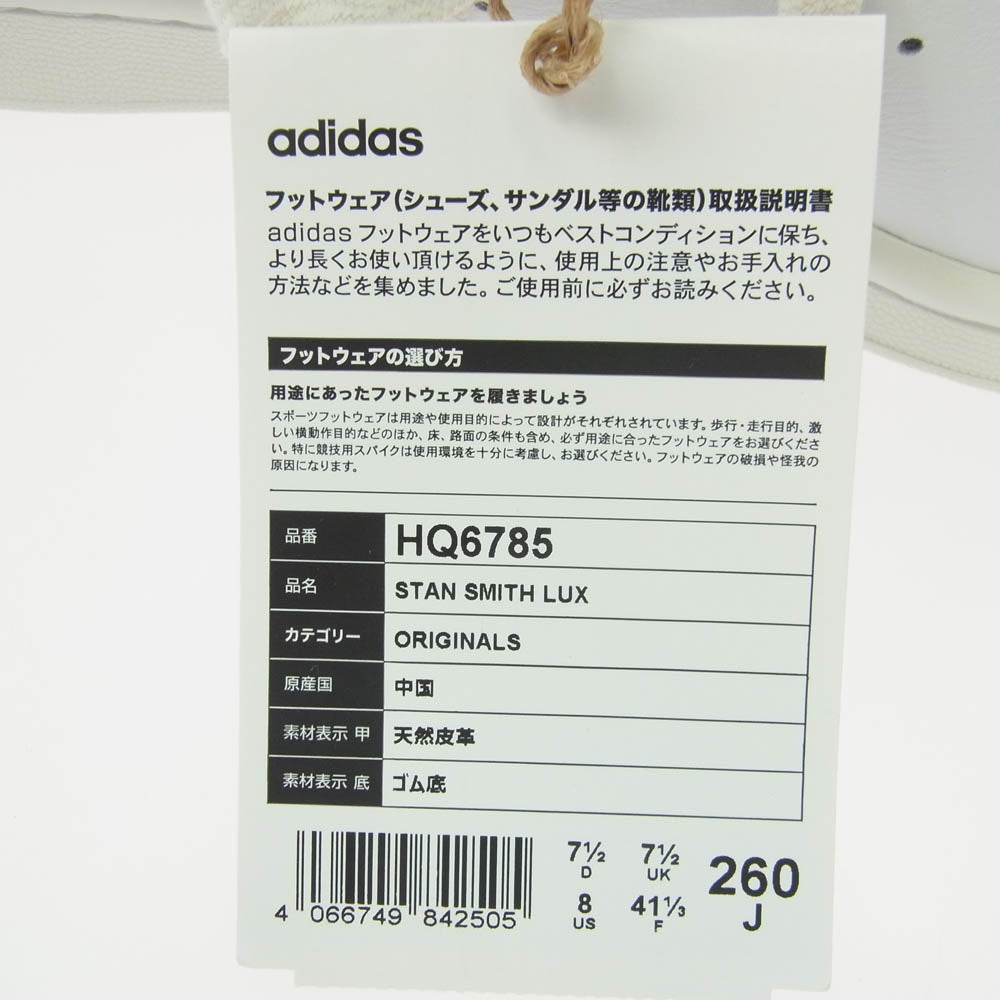 adidas
フットウェア(シューズ、サンダル等の靴類)取扱説明書
adidas フットウェアをいつもベストコンディションに保ち、
より長くお使い頂けるように、使用上の注意やお手入れの
方法などを集めました。ご使用前に必ずお読みください。
フットウェアの選び方
用途にあったフットウェアを履きましょう
スポーツフットウェアは用途や使用目的によって設計がそれぞれされています。歩行・走行目的、激
しい横動作目的などのほか、床、路面の条件も含め、必ず用途に合ったフットウェアをお選びくださ
い。特に競技用スパイクは使用環境を十分に考慮し、お選びください。フットウェアの破損や怪我の
原因になります。
品番 HQ6785
品名 STAN SMITH LUX
カテゴリー ORIGINALS
原産国 中国
素材表示 甲 天然皮革
素材表示 底 ゴム底
7½ 7½ 260
D UK J
8 41⅓
US F
4 066749 842505